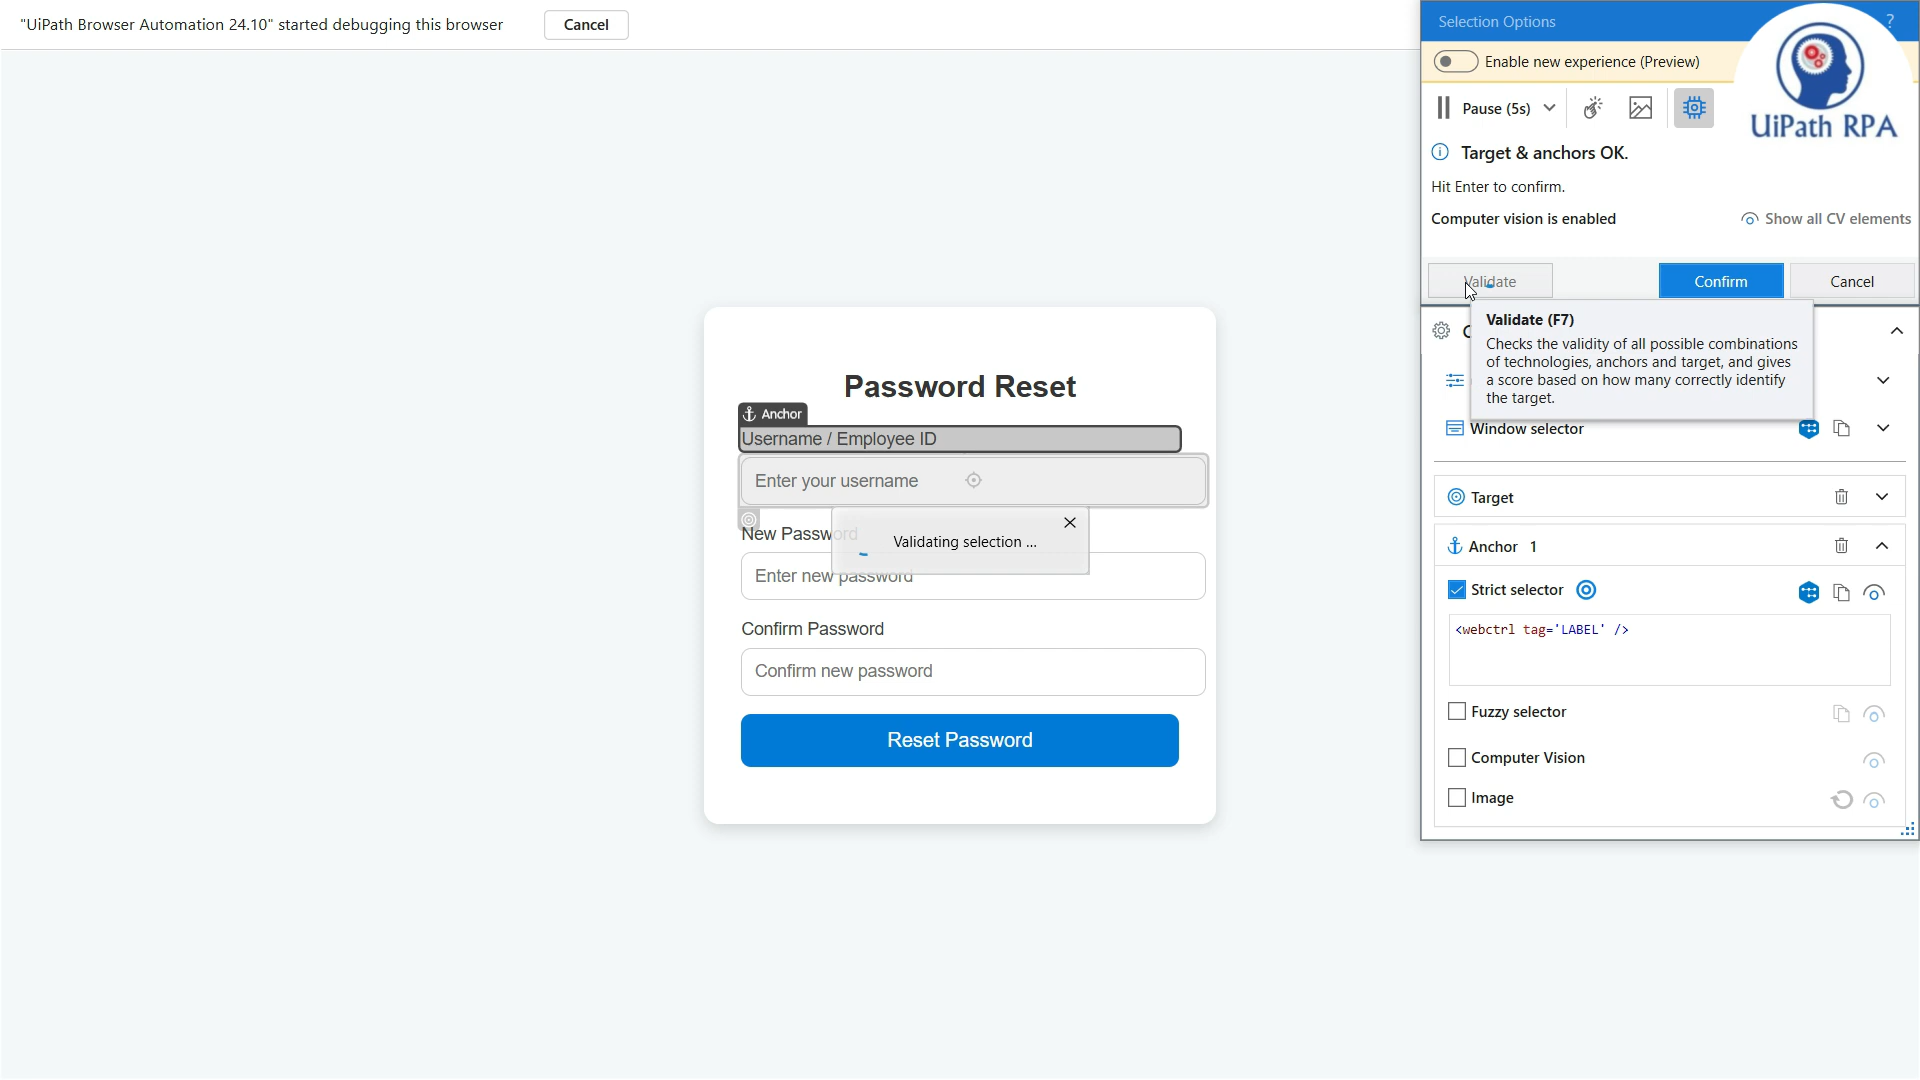 "UiPath Browser Automation 24.10" started debugging this browser
Cancel
Selection Options
?
Enable new experience (Preview)
Pause (5s)
UiPath RPA
Target & anchors OK.
Hit Enter to confirm.
Computer vision is enabled
Show all CV elements
Validate
Confirm
Cancel
Validate (F7)
Checks the validity of all possible combinations
of technologies, anchors and target, and gives
a score based on how many correctly identify
the target.
Window selector
Target
Anchor 1
Strict selector
<webctrl tag='LABEL' />
Fuzzy selector
Computer Vision
Image
Password Reset
Anchor
Username / Employee ID
Enter your username
New Password
Validating selection ...
Enter new password
Confirm Password
Confirm new password
Reset Password